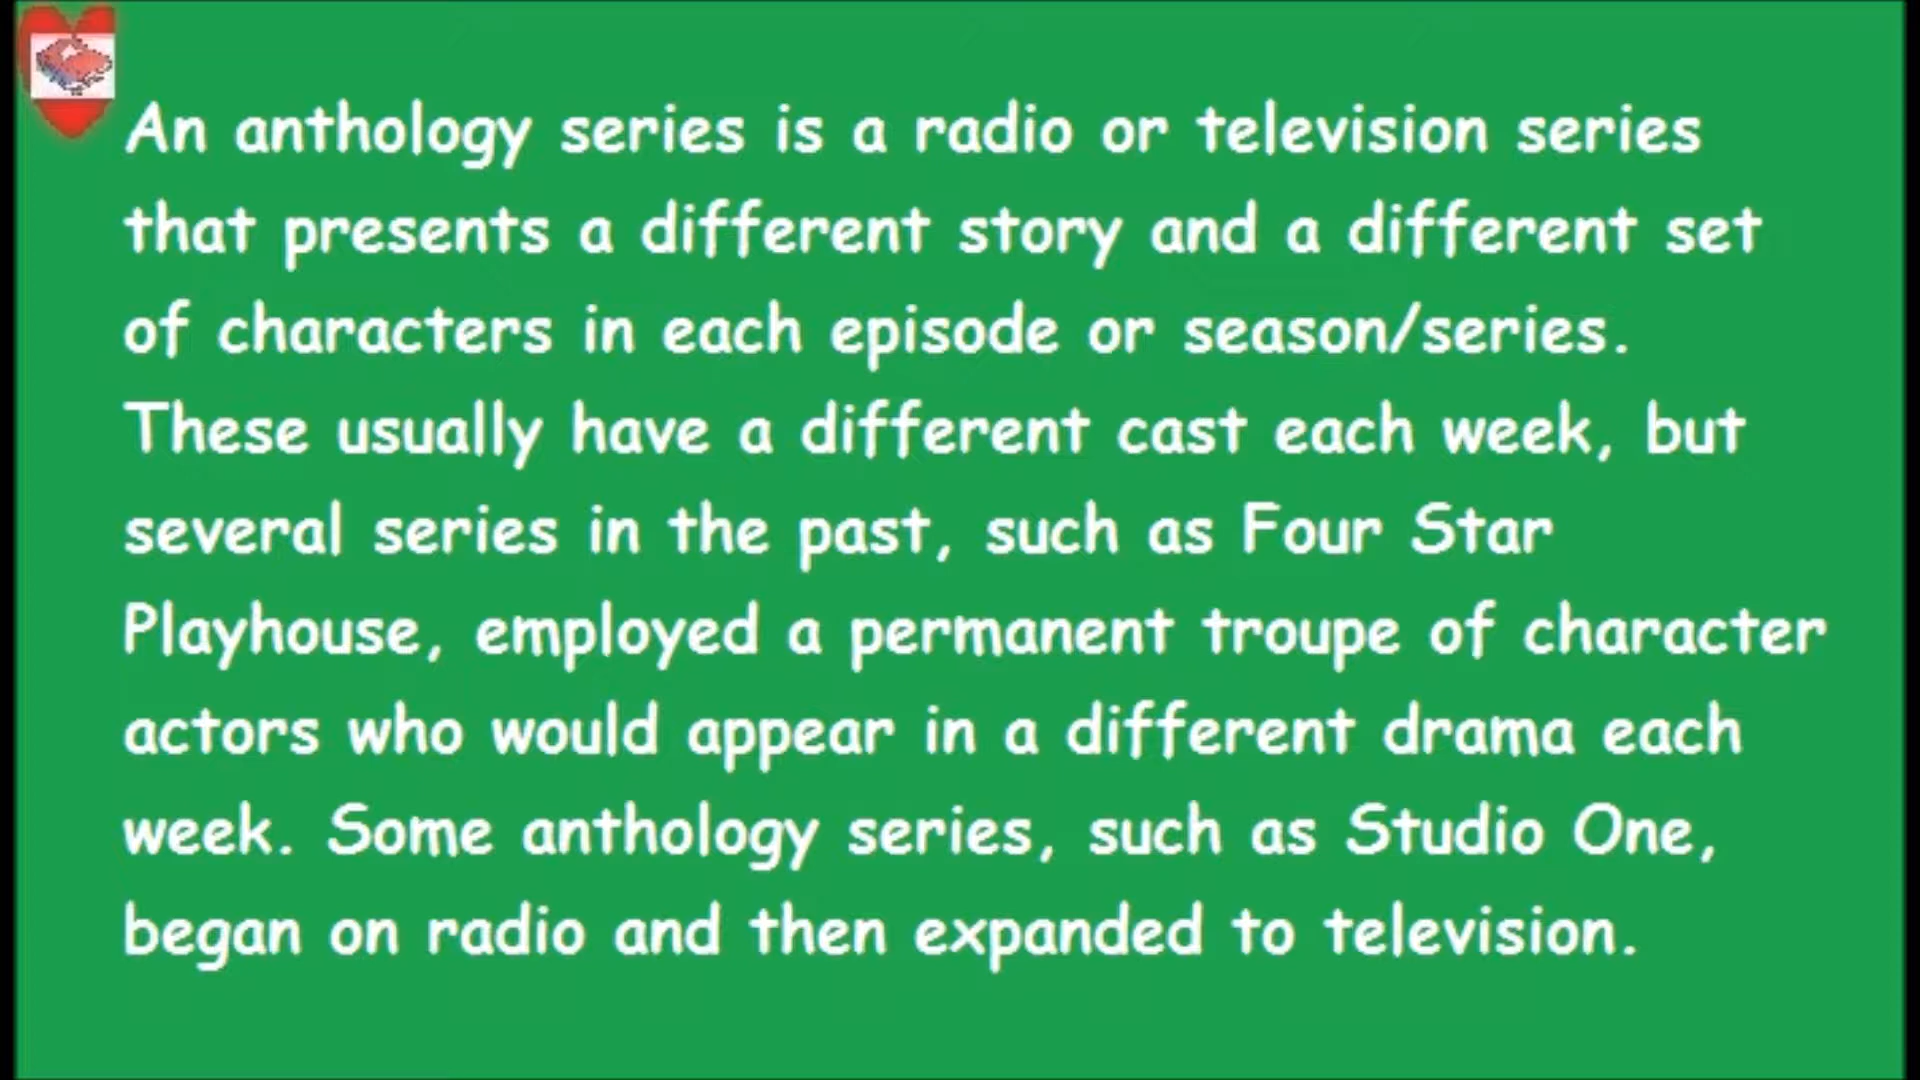 An anthology series is a radio or television series
that presents a different story and a different set
of characters in each episode or season/series.
These usually have a different cast each week, but
several series in the past, such as Four Star
Playhouse, employed a permanent troupe of character
actors who would appear in a different drama each
week. Some anthology series, such as Studio One,
began on radio and then expanded to television.